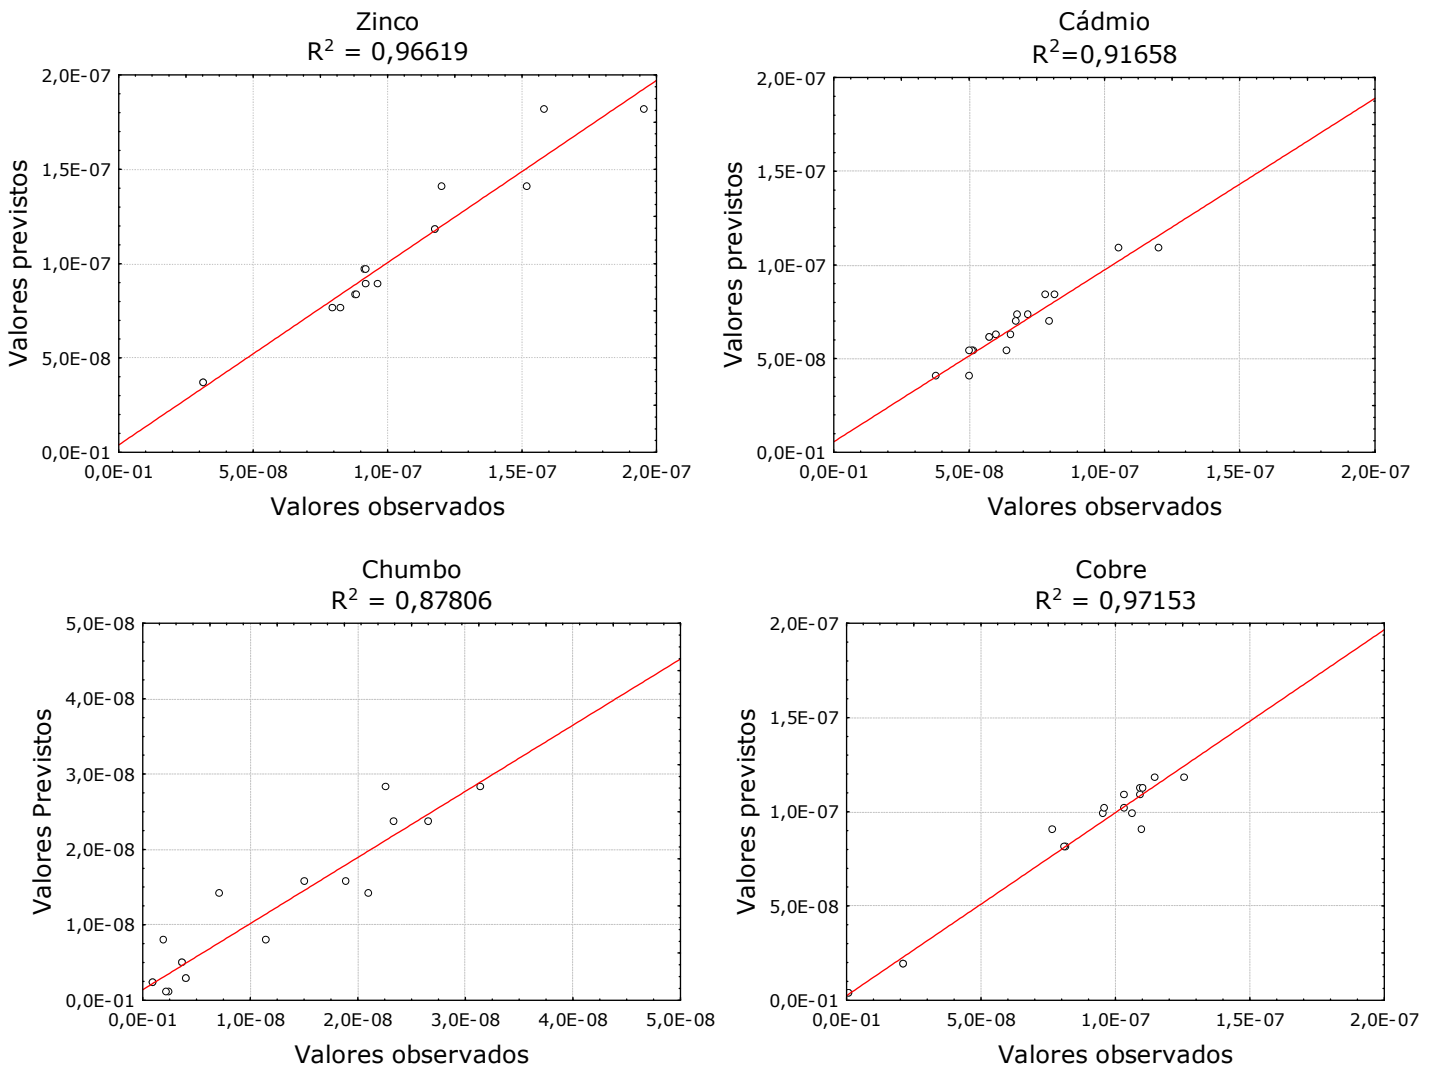 Zinco
R² = 0,96619
2,0E-07
1,5E-07
1,0E-07
5,0E-08
0,0E-01
0,0E-01 5,0E-08 1,0E-07 1,5E-07 2,0E-07
Valores previstos
Valores observados
Cádmio
R²=0,91658
2,0E-07
1,5E-07
1,0E-07
5,0E-08
0,0E-01
0,0E-01 5,0E-08 1,0E-07 1,5E-07 2,0E-07
Valores previstos
Valores observados
Chumbo
R² = 0,87806
5,0E-08
4,0E-08
3,0E-08
2,0E-08
1,0E-08
0,0E-01
0,0E-01 1,0E-08 2,0E-08 3,0E-08 4,0E-08 5,0E-08
Valores Previstos
Valores observados
Cobre
R² = 0,97153
2,0E-07
1,5E-07
1,0E-07
5,0E-08
0,0E-01
0,0E-01 5,0E-08 1,0E-07 1,5E-07 2,0E-07
Valores previstos
Valores observados